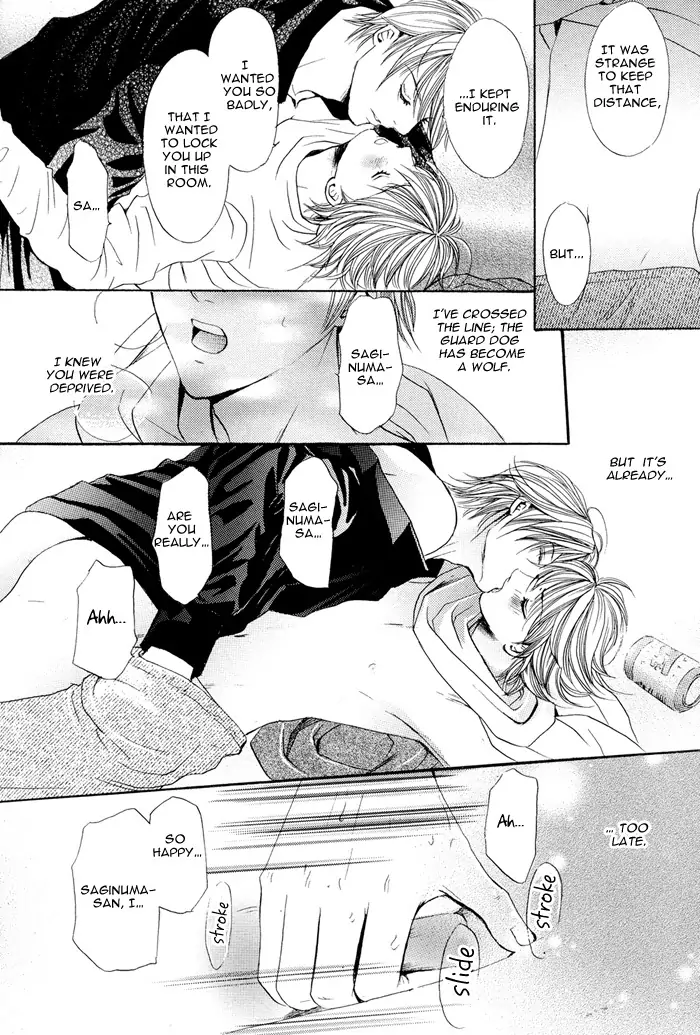 IT WAS
STRANGE
TO KEEP
THAT
DISTANCE,
BUT...
...I KEPT
ENDURING
IT.
I
WANTED
YOU SO
BADLY,
THAT I
WANTED
TO LOCK
YOU UP
IN THIS
ROOM.
SA...
I'VE CROSSED
THE LINE; THE
GUARD DOG
HAS BECOME
A WOLF.
SAGI-
NUMA-
SA...
I KNEW
YOU WERE
DEPRIVED.
BUT IT'S
ALREADY...
SAGI-
NUMA-
SA...
ARE
YOU
REALLY...
Ahh...
... TOO
LATE.
Ah...
stroke
slide
stroke
SO
HAPPY...
SAGINUMA-
SAN, I...